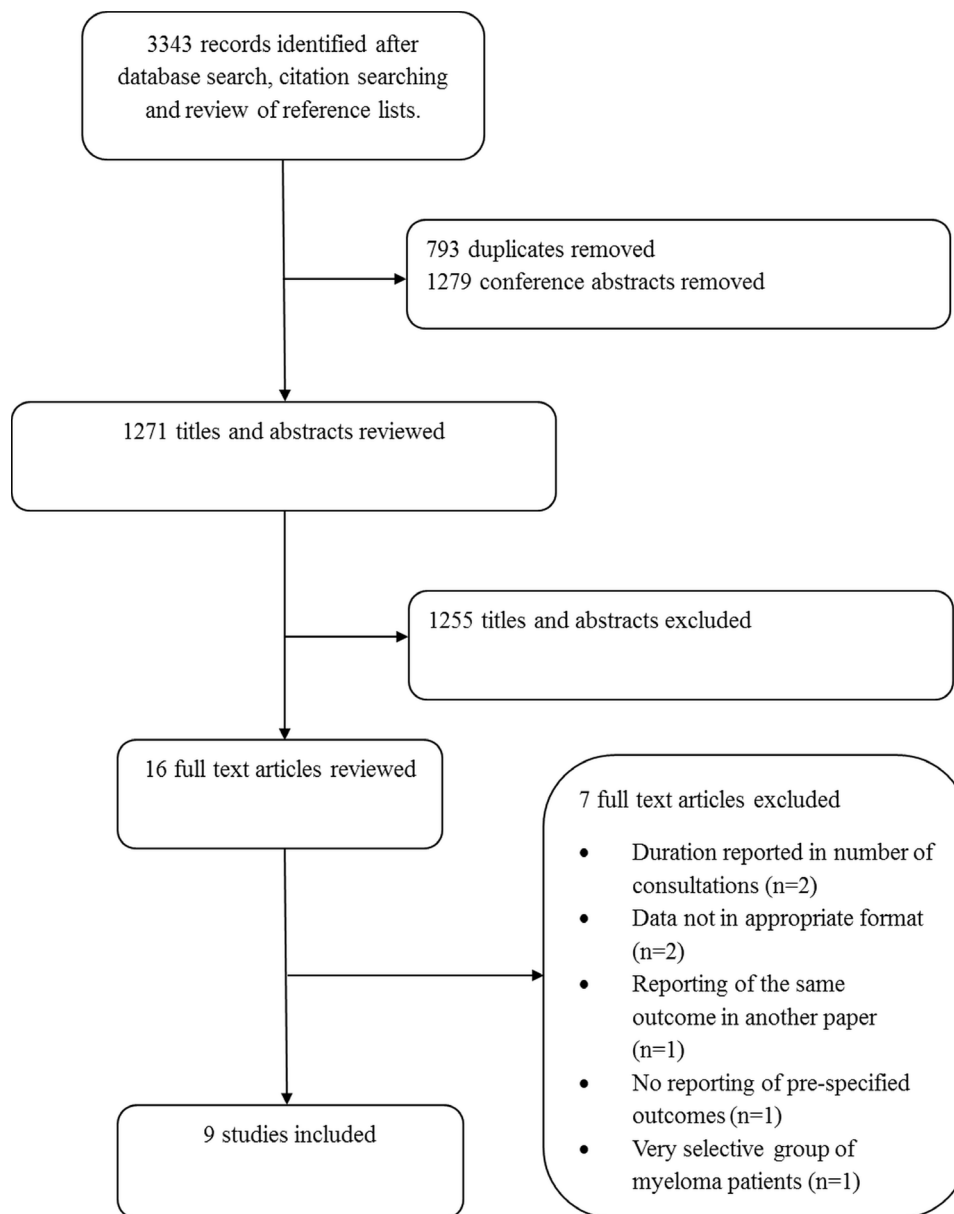 3343 records identified after
database search, citation searching
and review of reference lists.
793 duplicates removed
1279 conference abstracts removed
1271 titles and abstracts reviewed
1255 titles and abstracts excluded
16 full text articles reviewed
7 full text articles excluded
• Duration reported in number of
consultations (n=2)
• Data not in appropriate format
(n=2)
• Reporting of the same
outcome in another paper
(n=1)
• No reporting of pre-specified
outcomes (n=1)
• Very selective group of
myeloma patients (n=1)
9 studies included